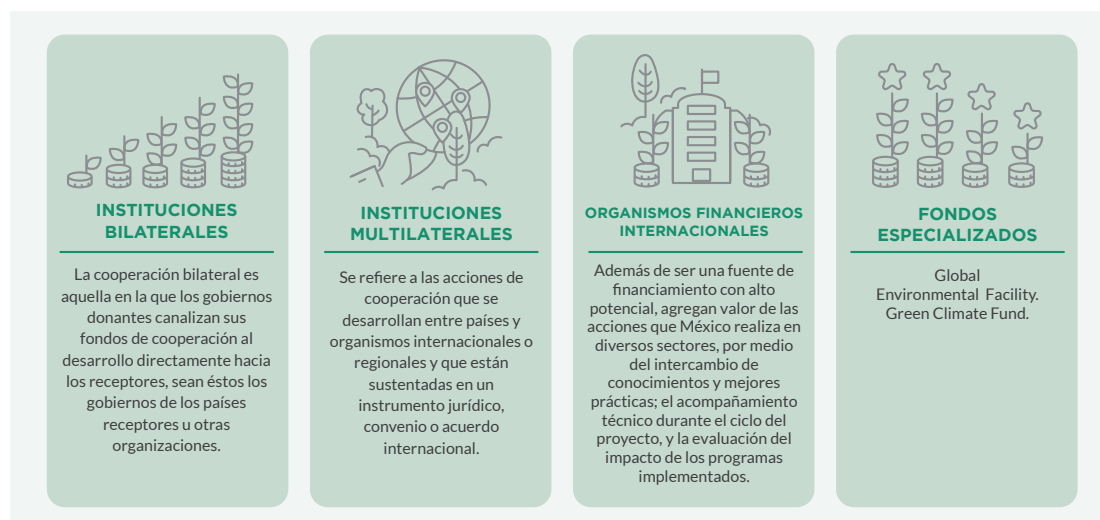 INSTITUCIONES
BILATERALES
La cooperación bilateral es
aquella en la que los gobiernos
donantes canalizan sus
fondos de cooperación al
desarrollo directamente hacia
los receptores, sean éstos los
gobiernos de los países
receptores u otras
organizaciones.
INSTITUCIONES
MULTILATERALES
Se refiere a las acciones de
cooperación que se
desarrollan entre países y
organismos internacionales o
regionales y que están
sustentadas en un
instrumento jurídico,
convenio o acuerdo
internacional.
ORGANISMOS FINANCIEROS
INTERNACIONALES
Además de ser una fuente de
financiamiento con alto
potencial, agregan valor de las
acciones que México realiza en
diversos sectores, por medio
del intercambio de
conocimientos y mejores
prácticas; el acompañamiento
técnico durante el ciclo del
proyecto, y la evaluación del
impacto de los programas
implementados.
FONDOS
ESPECIALIZADOS
Global
Environmental Facility.
Green Climate Fund.